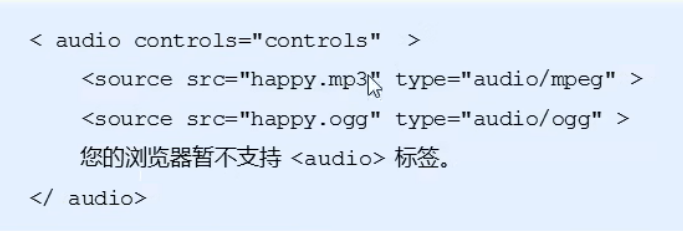 < audio controls="controls"  >
<source src="happy.mp3" type="audio/mpeg" >
<source src="happy.ogg" type="audio/ogg" >
您的浏览器暂不支持 <audio> 标签。
</ audio>